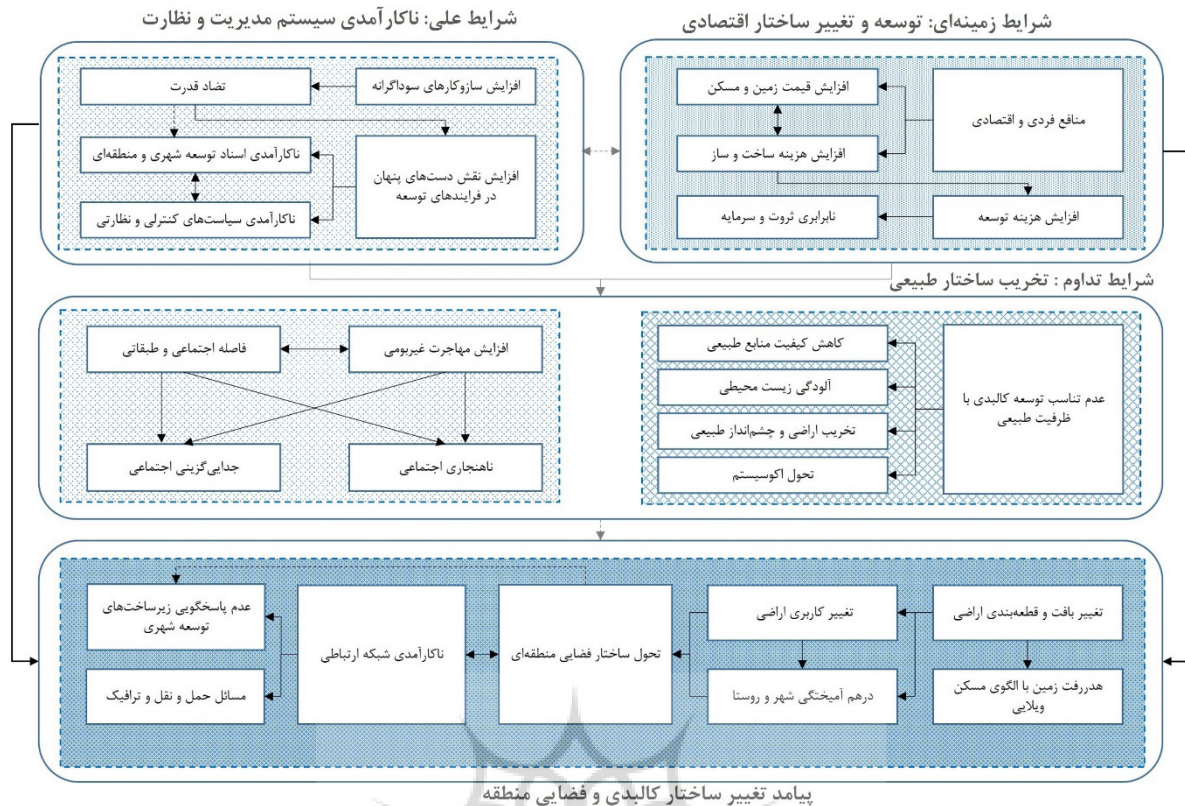 شرایط زمینه‌ای: توسعه و تغییر ساختار اقتصادی
منافع فردی و اقتصادی
افزایش قیمت زمین و مسکن
افزایش هزینه ساخت و ساز
افزایش هزینه توسعه
نابرابری ثروت و سرمایه
شرایط علی: ناکارآمدی سیستم مدیریت و نظارت
افزایش سازوکارهای سوداگرانه
تضاد قدرت
افزایش نقش دست‌های پنهان
در فرایندهای توسعه
ناکارآمدی اسناد توسعه شهری و منطقه‌ای
ناکارآمدی سیاست‌های کنترلی و نظارتی
شرایط تداوم : تخریب ساختار طبیعی
عدم تناسب توسعه کالبدی با
ظرفیت طبیعی
کاهش کیفیت منابع طبیعی
آلودگی زیست محیطی
تخریب اراضی و چشم‌انداز طبیعی
تحول اکوسیستم
افزایش مهاجرت غیربومی
فاصله اجتماعی و طبقاتی
ناهنجاری اجتماعی
جدایی‌گزینی اجتماعی
تغییر بافت و قطعه‌بندی اراضی
هدررفت زمین با الگوی مسکن
ویلایی
تغییر کاربری اراضی
درهم آمیختگی شهر و روستا
تحول ساختار فضایی منطقه‌ای
ناکارآمدی شبکه ارتباطی
عدم پاسخگویی زیرساخت‌های
توسعه شهری
مسائل حمل و نقل و ترافیک
پیامد تغییر ساختار کالبدی و فضایی منطقه